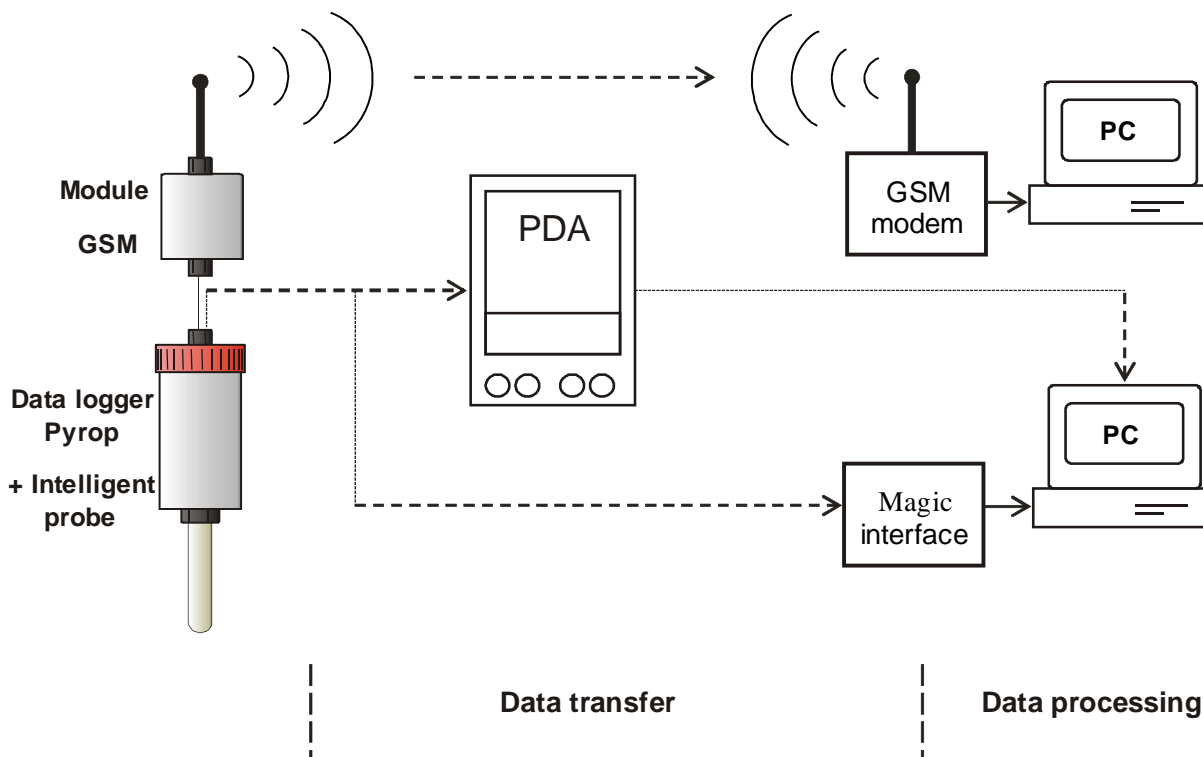 PC
Module
GSM
GSM
modem
PDA
Data logger
Pyrop
+ Intelligent
probe
PC
Magic
interface
Data transfer
Data processing